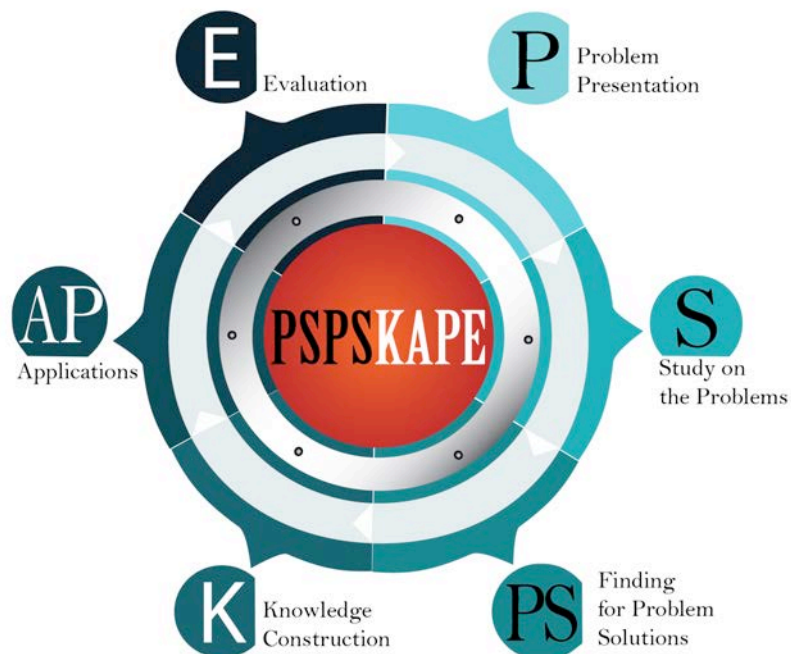 E
Evaluation
P
Problem
Presentation
AP
Applications
PSPSKAPE
S
Study on
the Problems
K
Knowledge
Construction
PS
Finding
for Problem
Solutions